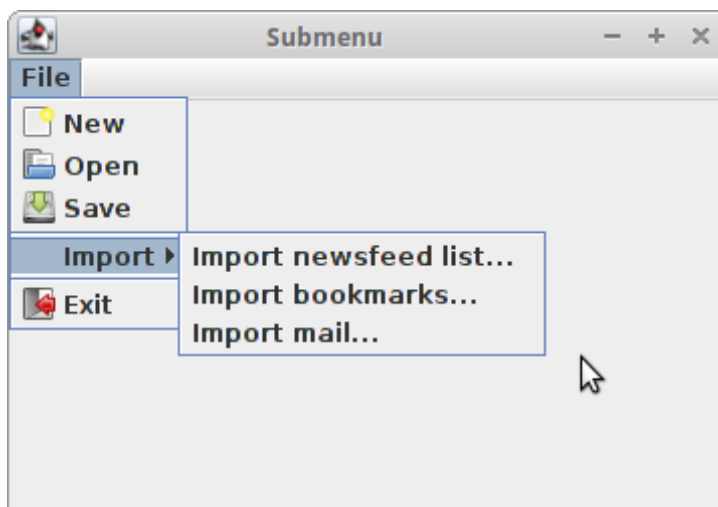 Submenu
File
New
Open
Save
Import
Import newsfeed list...
Import bookmarks...
Import mail...
Exit